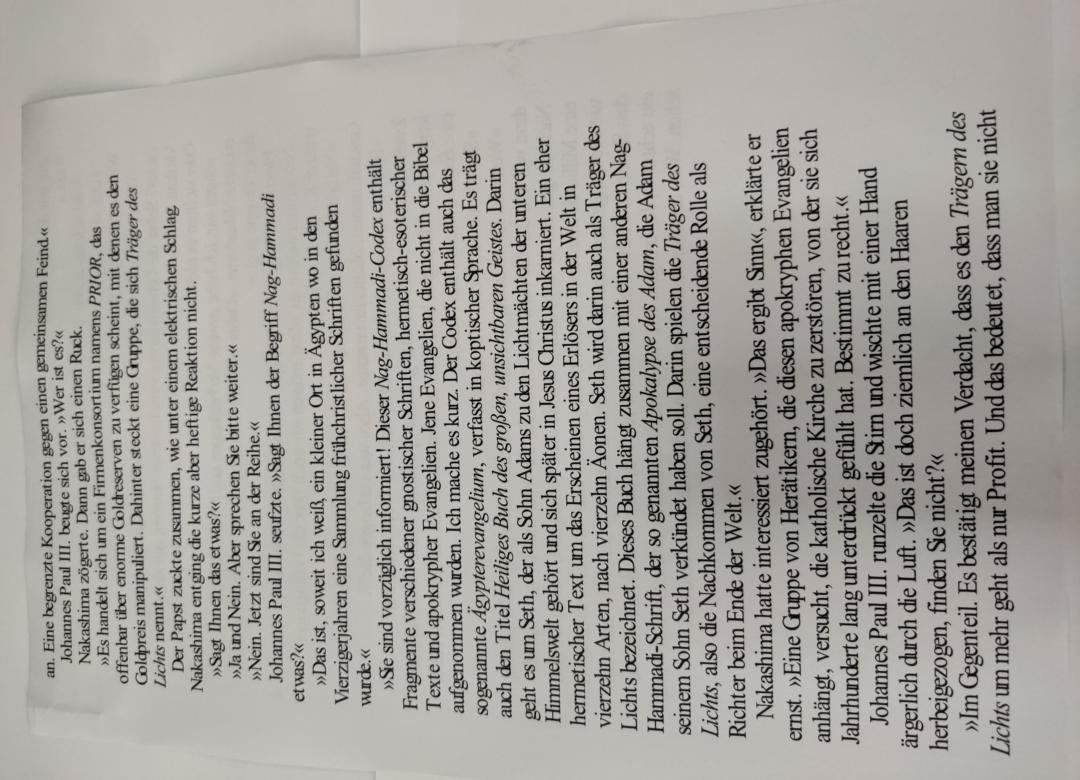 an. Eine begrenzte Kooperation gegen einen gemeinsamen Feind.«
Johannes Paul III. beugte sich vor. »Wer ist es?«
Nakashima zögerte. Dann gab er sich einen Ruck.
»Es handelt sich um ein Firmenkonsortium namens PRIOR, das
offenbar über enorme Goldreserven zu verfügen scheint, mit denen es den
Goldpreis manipuliert. Dahinter steckt eine Gruppe, die sich Träger des
Lichts nennt.«
Der Papst zuckte zusammen, wie unter einem elektrischen Schlag.
Nakashima entging die kurze aber heftige Reaktion nicht.
»Sagt Ihnen das etwas?«
»Ja und Nein. Aber sprechen Sie bitte weiter.«
»Nein. Jetzt sind Sie an der Reihe.«
Johannes Paul III. seufzte. »Sagt Ihnen der Begriff Nag-Hammadi
etwas?«
»Das ist, soweit ich weiß, ein kleiner Ort in Ägypten wo in den
Vierzigerjahren eine Sammlung frühchristlicher Schriften gefunden
wurde.«
»Sie sind vorzüglich informiert! Dieser Nag-Hammadi-Codex enthält
Fragmente verschiedener gnostischer Schriften, hermetisch-esoterischer
Texte und apokrypher Evangelien. Jene Evangelien, die nicht in die Bibel
aufgenommen wurden. Ich mache es kurz. Der Codex enthält auch das
sogenannte Ägypterevangelium, verfasst in koptischer Sprache. Es trägt
auch den Titel Heiliges Buch des großen, unsichtbaren Geistes. Darin
geht es um Seth, der als Sohn Adams zu den Lichtmächten der unteren
Himmelswelt gehört und sich später in Jesus Christus inkarniert. Ein eher
hermetischer Text um das Erscheinen eines Erlösers in der Welt in
vierzehn Arten, nach vierzehn Äonen. Seth wird darin auch als Träger des
Lichts bezeichnet. Dieses Buch hängt zusammen mit einer anderen Nag-
Hammadi-Schrift, der so genannten Apokalypse des Adam, die Adam
seinem Sohn Seth verkündet haben soll. Darin spielen die Träger des
Lichts, also die Nachkommen von Seth, eine entscheidende Rolle als
Richter beim Ende der Welt.«
Nakashima hatte interessiert zugehört. »Das ergibt Sinn«, erklärte er
ernst. »Eine Gruppe von Herätikern, die diesen apokryphen Evangelien
anhängt, versucht, die katholische Kirche zu zerstören, von der sie sich
Jahrhunderte lang unterdrückt gefühlt hat. Bestimmt zu recht.«
Johannes Paul III. runzelte die Stirn und wischte mit einer Hand
ärgerlich durch die Luft. »Das ist doch ziemlich an den Haaren
herbeigezogen, finden Sie nicht?«
»Im Gegenteil. Es bestätigt meinen Verdacht, dass es den Trägern des
Lichts um mehr geht als nur Profit. Und das bedeutet, dass man sie nicht